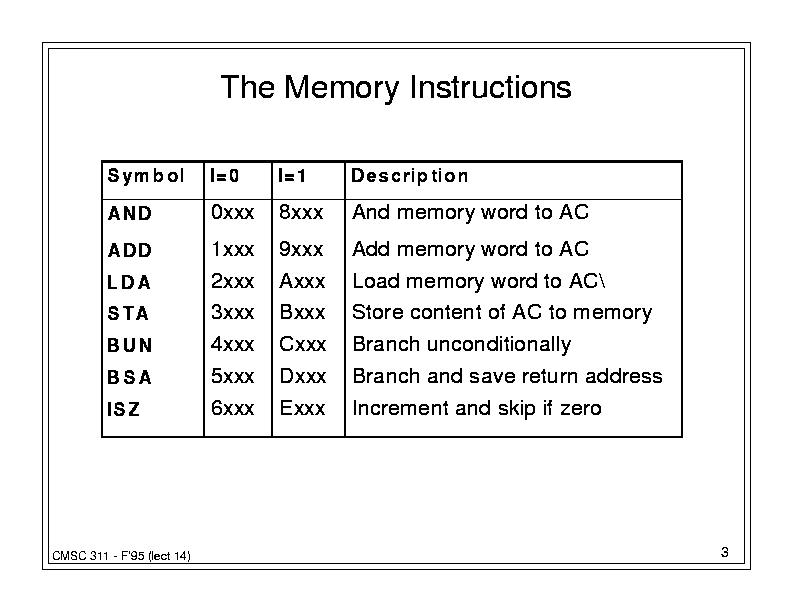 The Memory Instructions
Symbol I=0 I=1 Description
AND 0xxx 8xxx And memory word to AC
ADD 1xxx 9xxx Add memory word to AC
LDA 2xxx Axxx Load memory word to AC\
STA 3xxx Bxxx Store content of AC to memory
BUN 4xxx Cxxx Branch unconditionally
BSA 5xxx Dxxx Branch and save return address
ISZ 6xxx Exxx Increment and skip if zero
CMSC 311 - F'95 (lect 14) 3